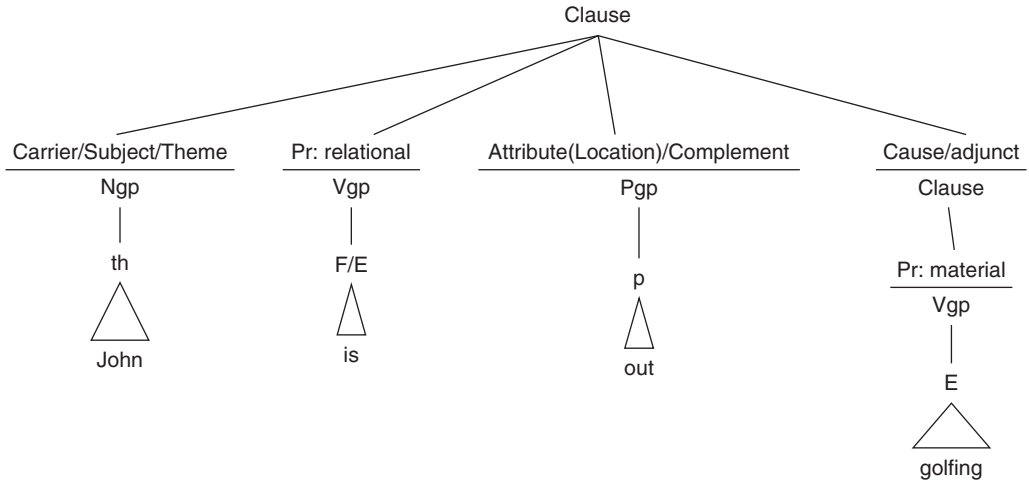 Clause
Carrier/Subject/Theme Pr: relational Attribute(Location)/Complement Cause/adjunct
Ngp Vgp Pgp Clause
th F/E p Pr: material
Vgp
John is out E
golfing